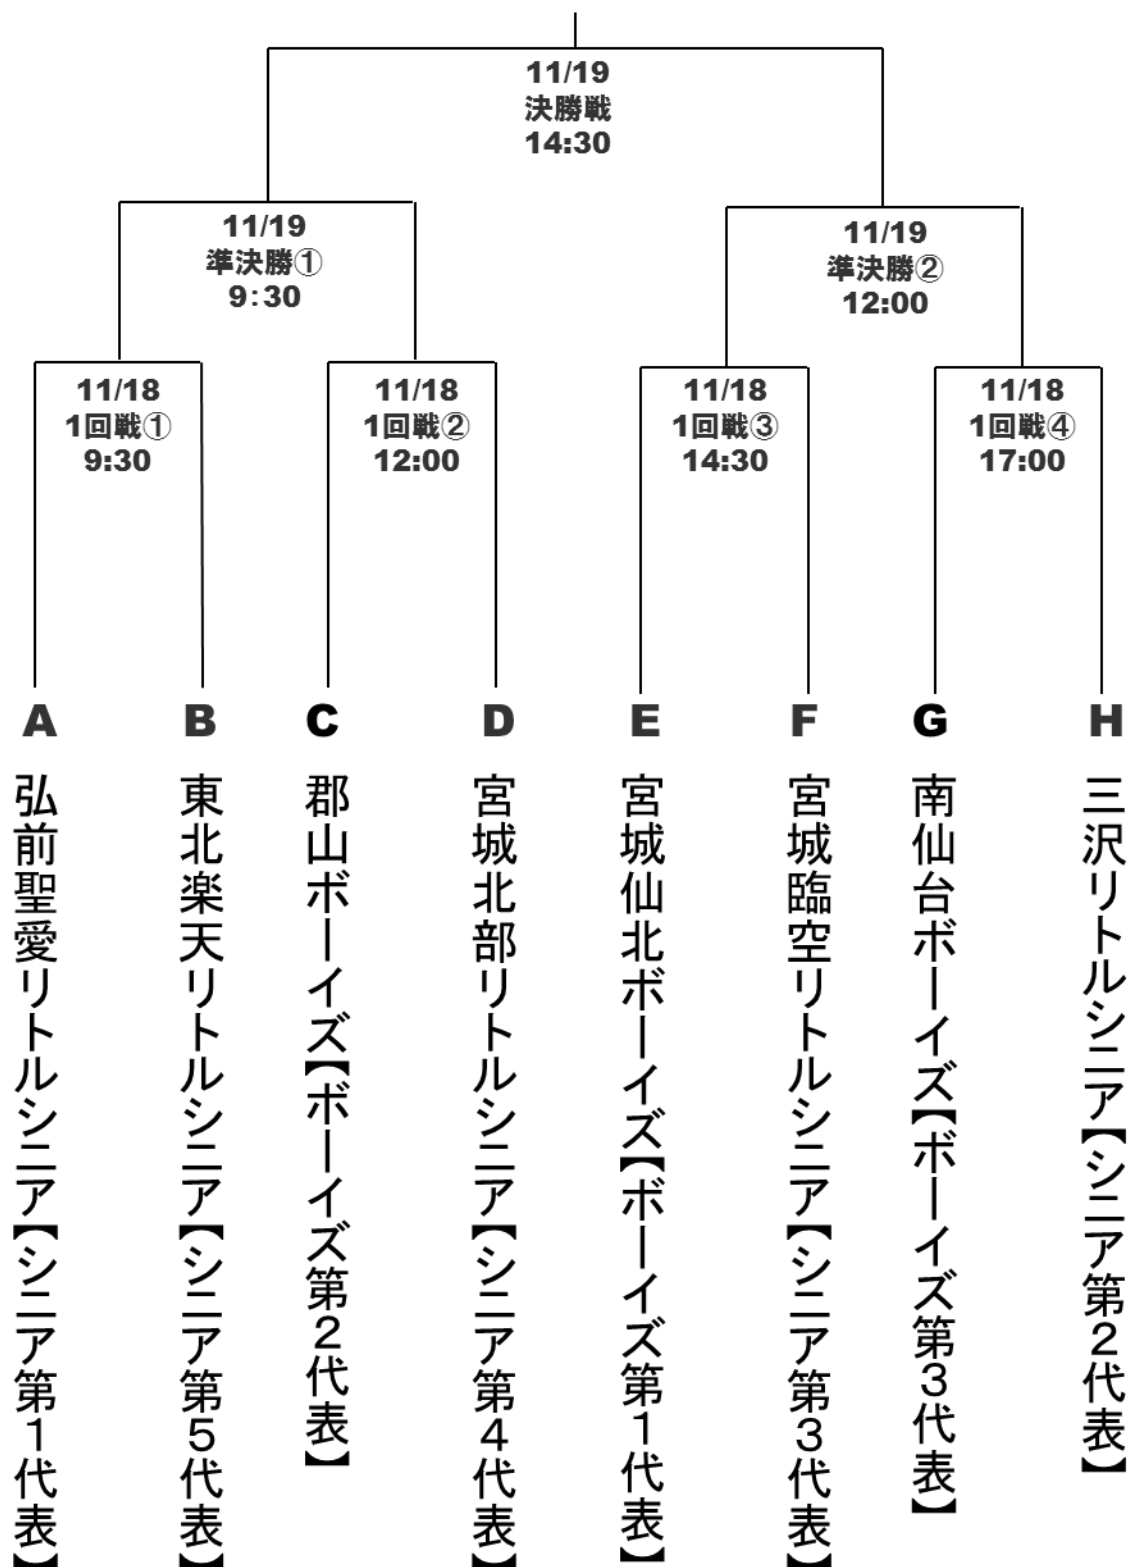 11/19
決勝戦
14:30
11/19
準決勝①
9:30
11/19
準決勝②
12:00
11/18
1回戦①
9:30
11/18
1回戦②
12:00
11/18
1回戦③
14:30
11/18
1回戦④
17:00
A
B
C
D
E
F
G
H
弘前聖愛リトルシニア【シニア第1代表】
東北楽天リトルシニア【シニア第5代表】
郡山ボーイズ【ボーイズ第2代表】
宮城北部リトルシニア【シニア第4代表】
宮城仙北ボーイズ【ボーイズ第1代表】
宮城臨空リトルシニア【シニア第3代表】
南仙台ボーイズ【ボーイズ第3代表】
三沢リトルシニア【シニア第2代表】